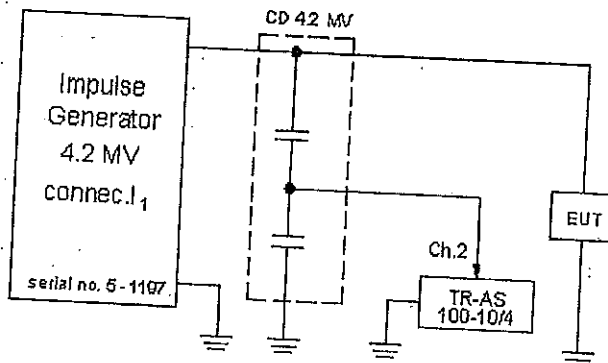 CD 4.2 MV
Impulse
Generator
4.2 MV
connec.I₁
serial no. 5-1197
Ch.2
TR-AS
100-10/4
EUT